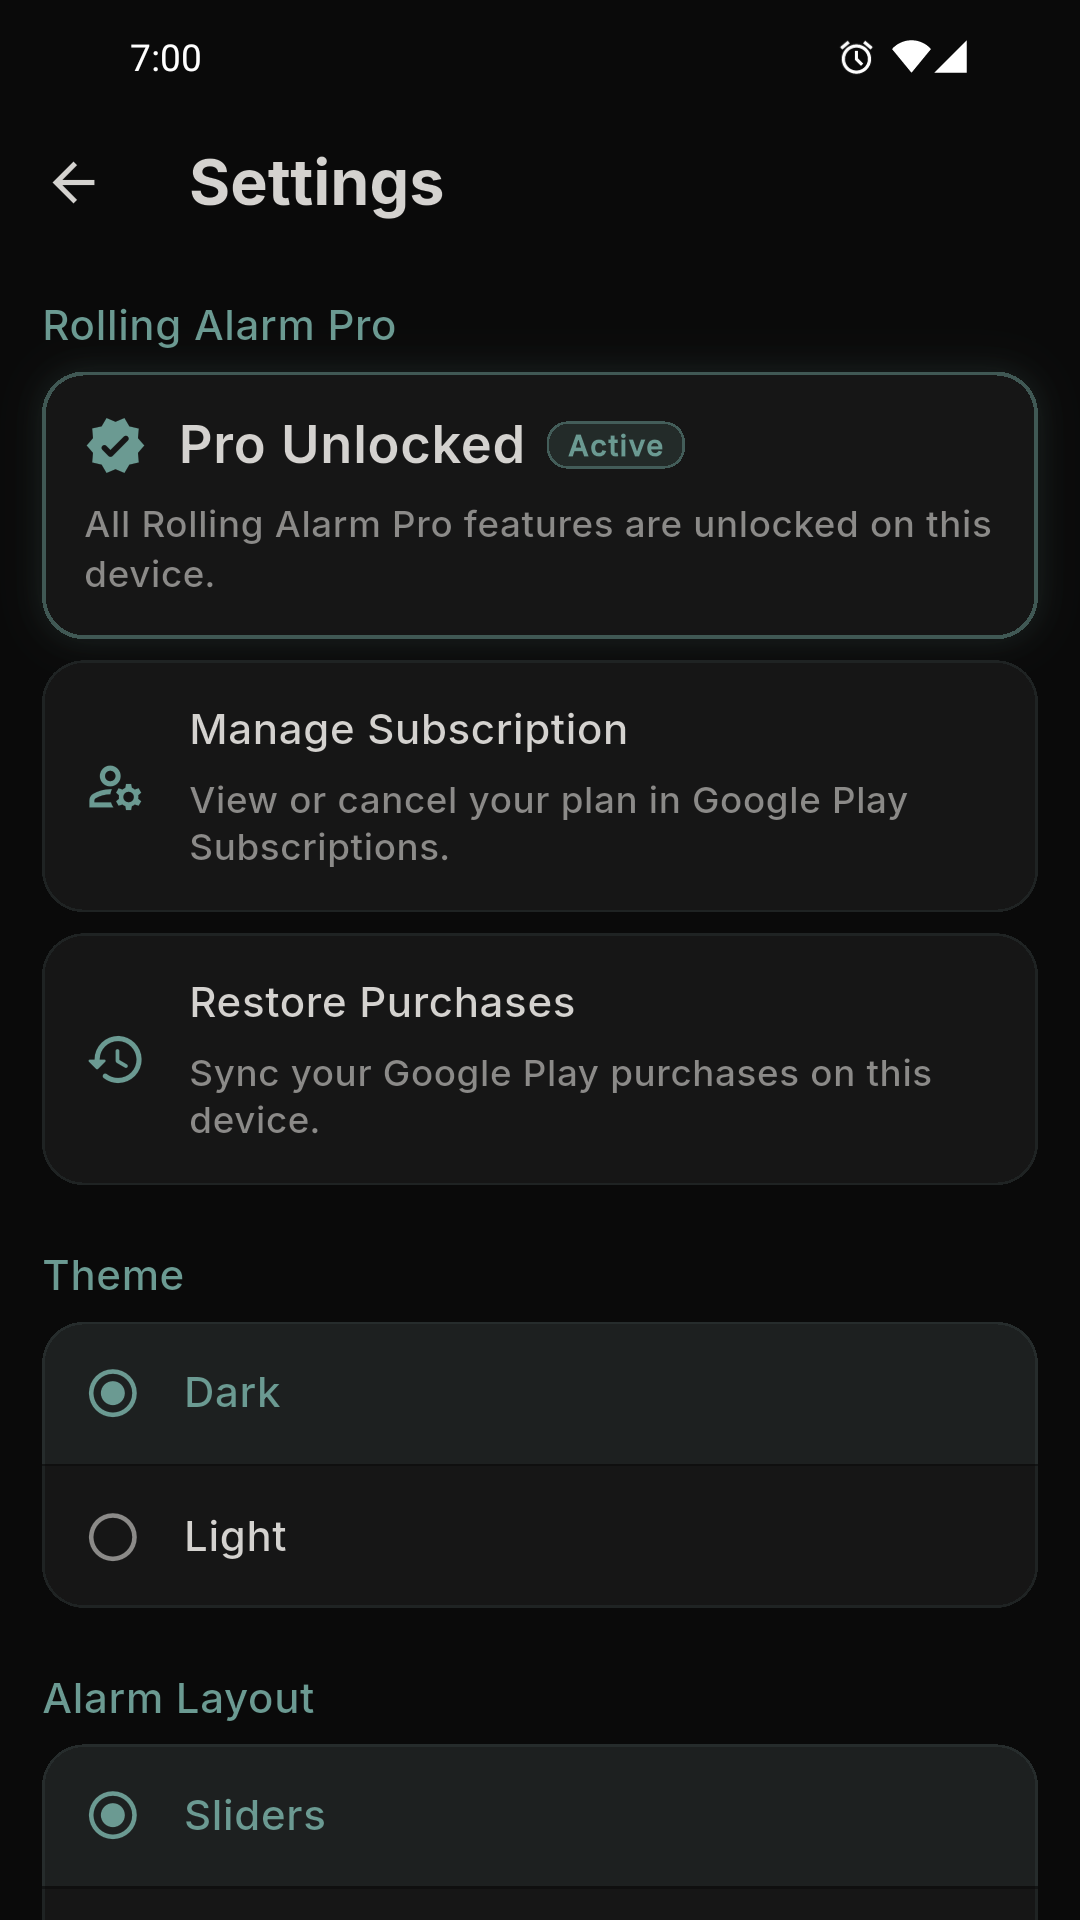 7:00
Settings
Rolling Alarm Pro
Pro Unlocked Active
All Rolling Alarm Pro features are unlocked on this
device.
Manage Subscription
View or cancel your plan in Google Play
Subscriptions.
Restore Purchases
Sync your Google Play purchases on this
device.
Theme
Dark
Light
Alarm Layout
Sliders